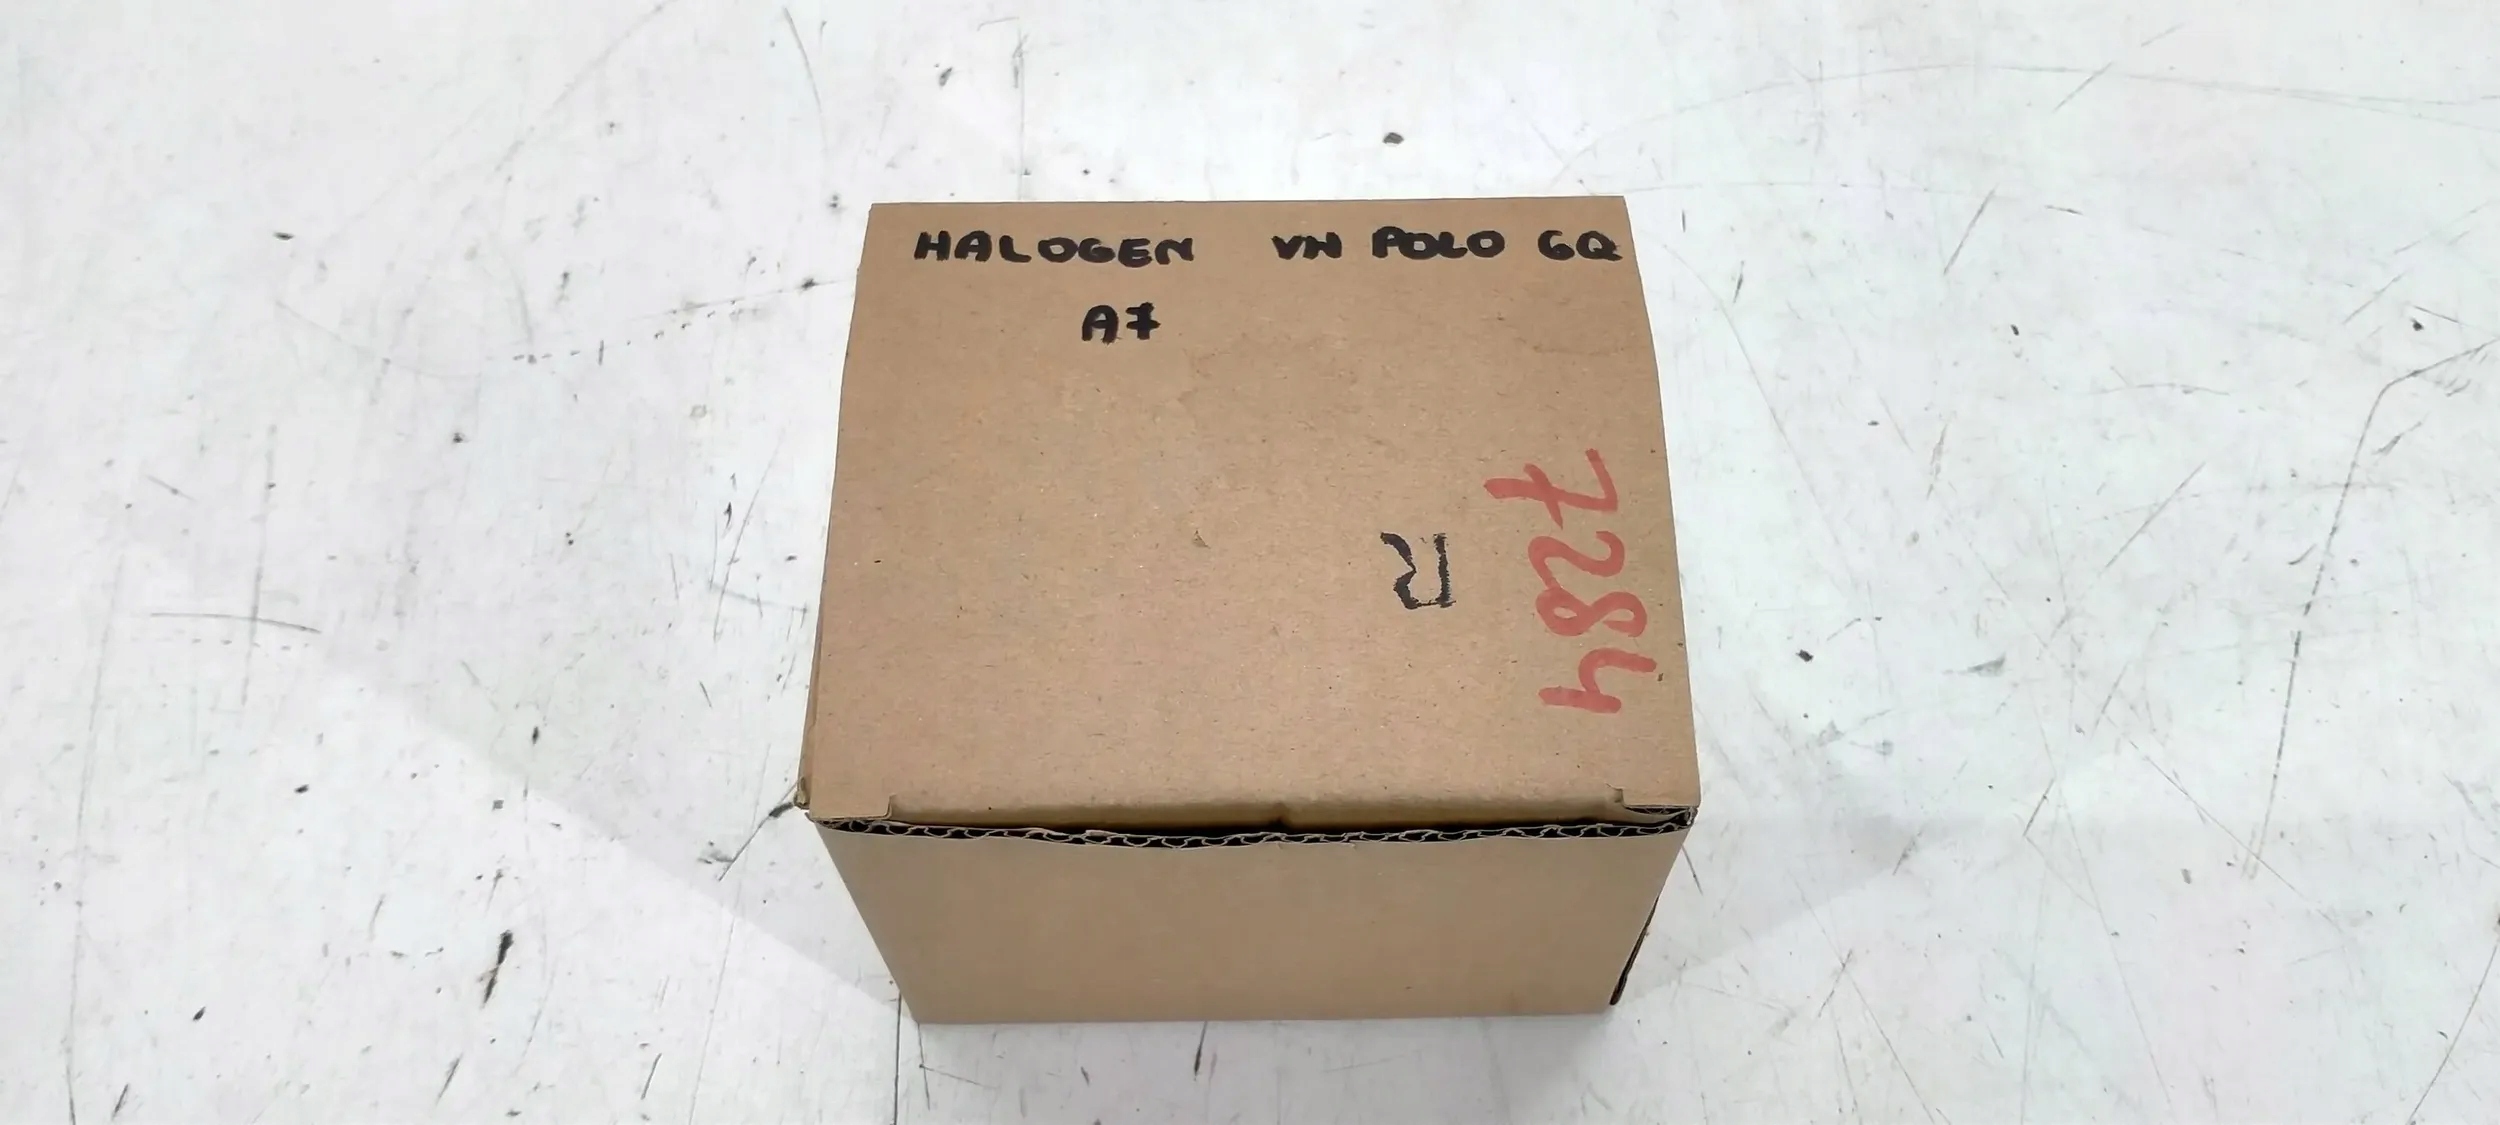 HALOGEN VW POLO 6Q
A7
R
7284